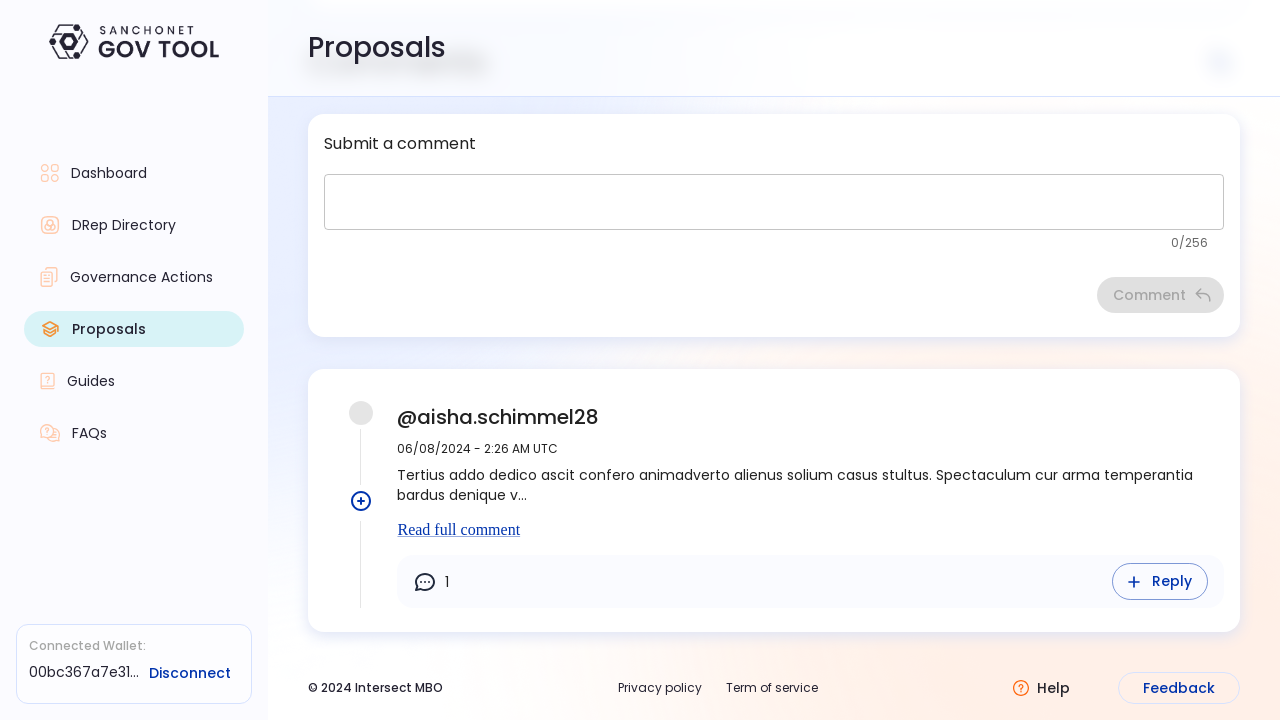 SANCHONET
GOV TOOL
Dashboard
DRep Directory
Governance Actions
Proposals
Guides
FAQs
Connected Wallet:
00bc367a7e31...
Disconnect
Proposals
Submit a comment
0/256
Comment
@aisha.schimmel28
06/08/2024 - 2:26 AM UTC
Tertius addo dedico ascit confero animadverto alienus solium casus stultus. Spectaculum cur arma temperantia
bardus denique v...
Read full comment
1
Reply
© 2024 Intersect MBO
Privacy policy
Term of service
Help
Feedback